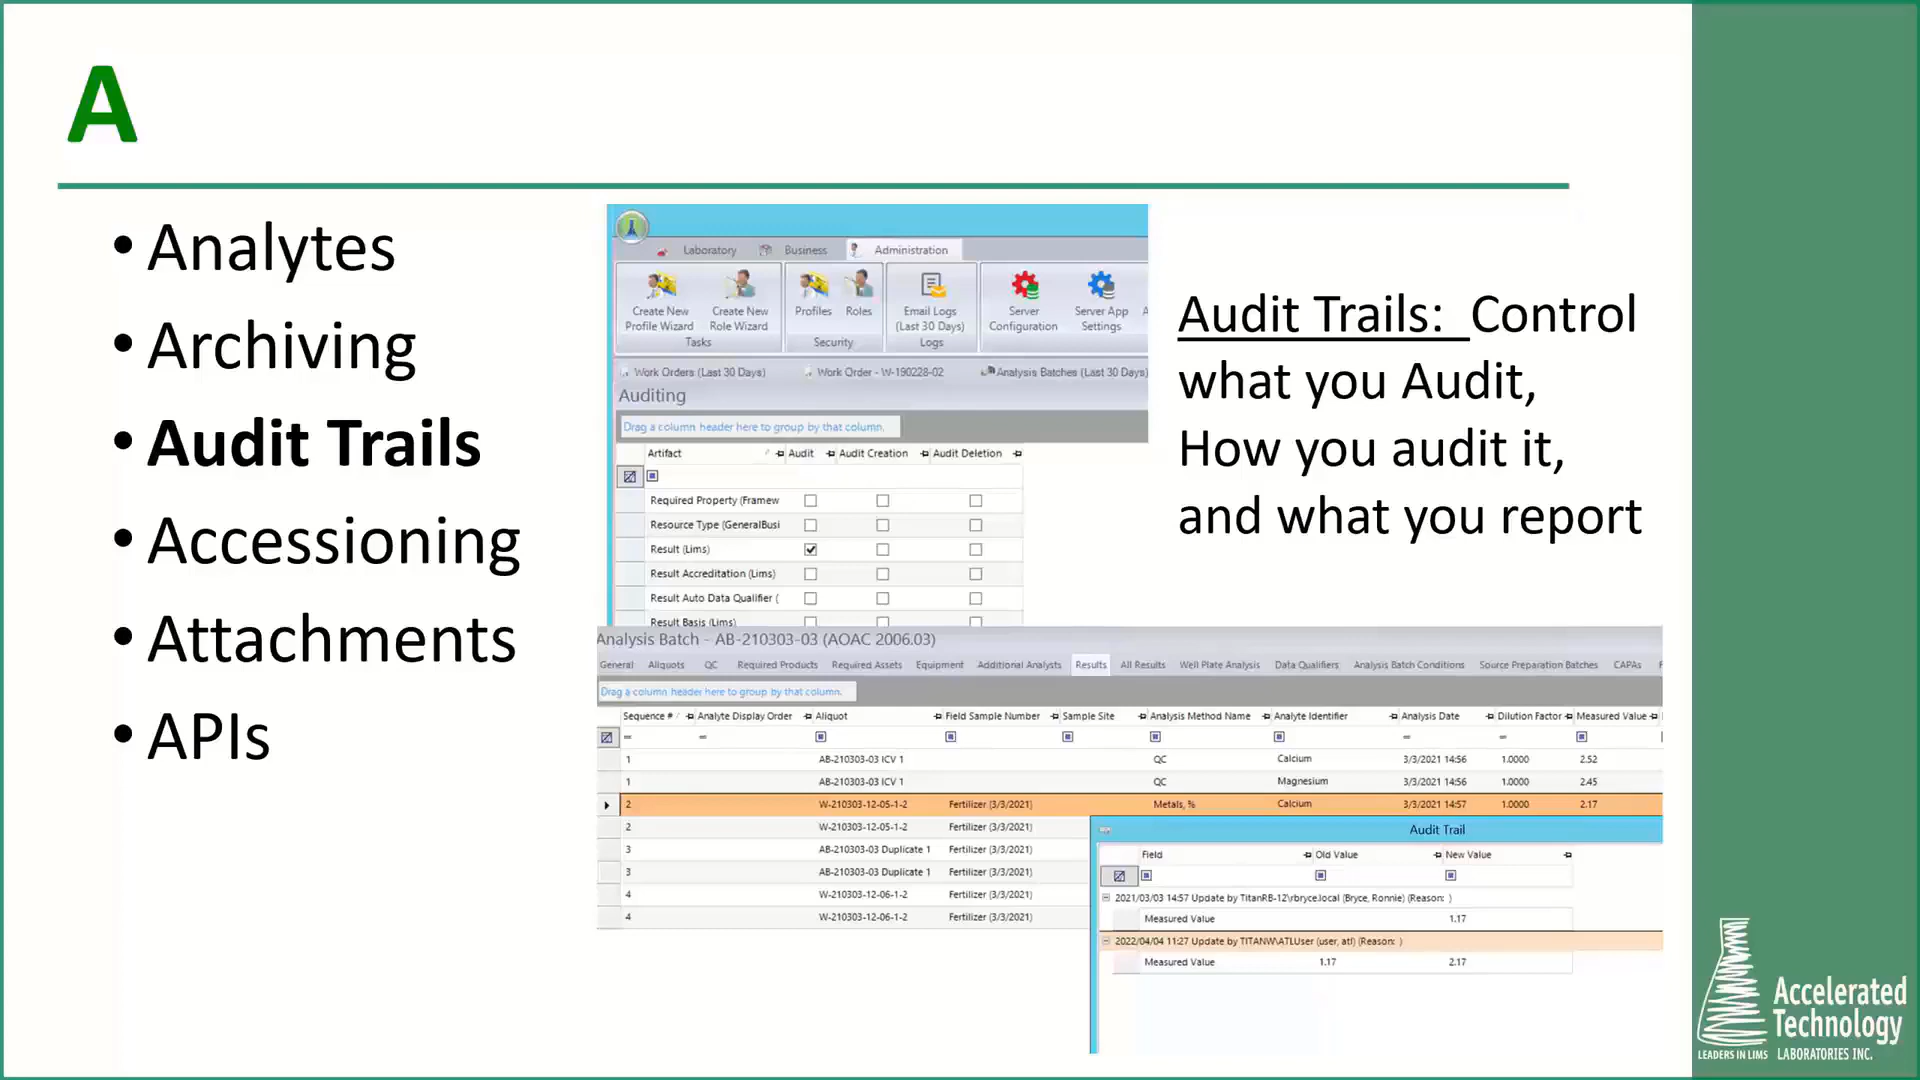 A
• Analytes
• Archiving
• Audit Trails
• Accessioning
• Attachments
• APIs
Laboratory Business Administration
Create New Profile Wizard
Create New Role Wizard
Profiles
Roles
Email Logs (Last 30 Days)
Server Configuration
Server App Settings
Tasks Security Logs
Work Orders (Last 30 Days) Work Order - W-190228-02 Analysis Batches (Last 30 Days)
Auditing
Drag a column header here to group by that column.
Artifact Audit Audit Creation Audit Deletion
Required Property (Framew
Resource Type (GeneralBusi
Result (Lims)
Result Accreditation (Lims)
Result Auto Data Qualifier (
Result Basis (Lims)
Audit Trails: Control
what you Audit,
How you audit it,
and what you report
Analysis Batch - AB-210303-03 (AOAC 2006.03)
General Aliquots QC Required Products Required Assets Equipment Additional Analysts Results All Results Well Plate Analysis Data Qualifiers Analysis Batch Conditions Source Preparation Batches CAPAs
Drag a column header here to group by that column.
Sequence # Analyte Display Order Aliquot Field Sample Number Sample Site Analysis Method Name Analyte Identifier Analysis Date Dilution Factor Measured Value
= = = =
1 AB-210303-03 ICV 1 QC Calcium 3/3/2021 14:56 1.0000 2.52
1 AB-210303-03 ICV 1 QC Magnesium 3/3/2021 14:56 1.0000 2.45
2 W-210303-12-05-1-2 Fertilizer (3/3/2021) Metals, % Calcium 3/3/2021 14:57 1.0000 2.17
2 W-210303-12-05-1-2 Fertilizer (3/3/2021)
3 AB-210303-03 Duplicate 1 Fertilizer (3/3/2021)
3 AB-210303-03 Duplicate 1 Fertilizer (3/3/2021)
4 W-210303-12-06-1-2 Fertilizer (3/3/2021)
4 W-210303-12-06-1-2 Fertilizer (3/3/2021)
Audit Trail
Field Old Value New Value
2021/03/03 14:57 Update by TitanRB-12\rbryce.local (Bryce, Ronnie) (Reason: )
Measured Value 1.17
2022/04/04 11:27 Update by TITANW\ATLUser (user, atl) (Reason: )
Measured Value 1.17 2.17
Accelerated
Technology
LEADERS IN LIMS LABORATORIES INC.